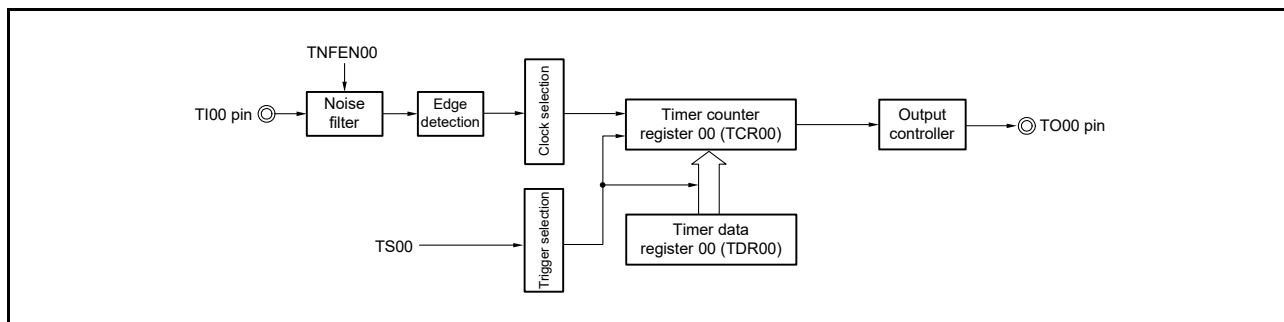 TNFEN00
TI00 pin
Noise
filter
Edge
detection
Clock selection
Timer counter
register 00 (TCR00)
Output
controller
TO00 pin
TS00
Trigger selection
Timer data
register 00 (TDR00)